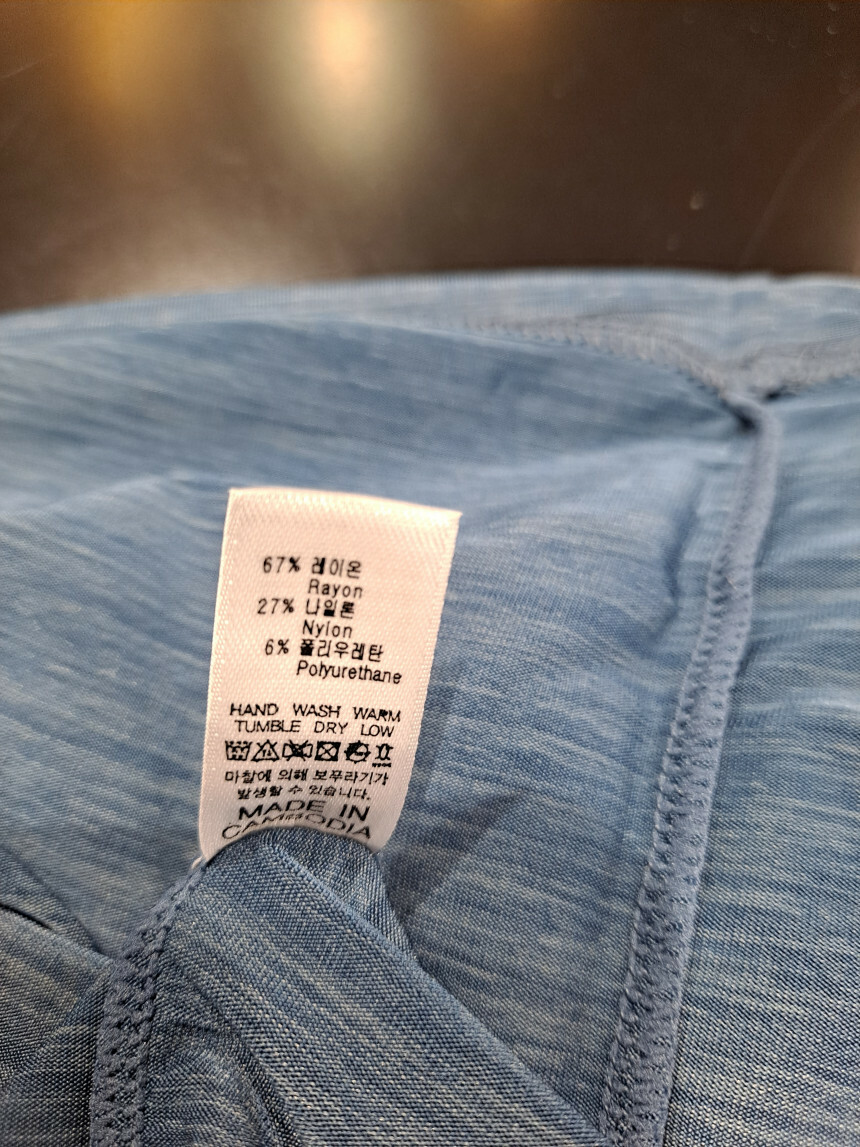 67% 레이온
Rayon
27% 나일론
Nylon
6% 폴리우레탄
Polyurethane
HAND WASH WARM
TUMBLE DRY LOW
마찰에 의해 보푸라기가
발생할 수 있습니다.
MADE IN
CAMBODIA